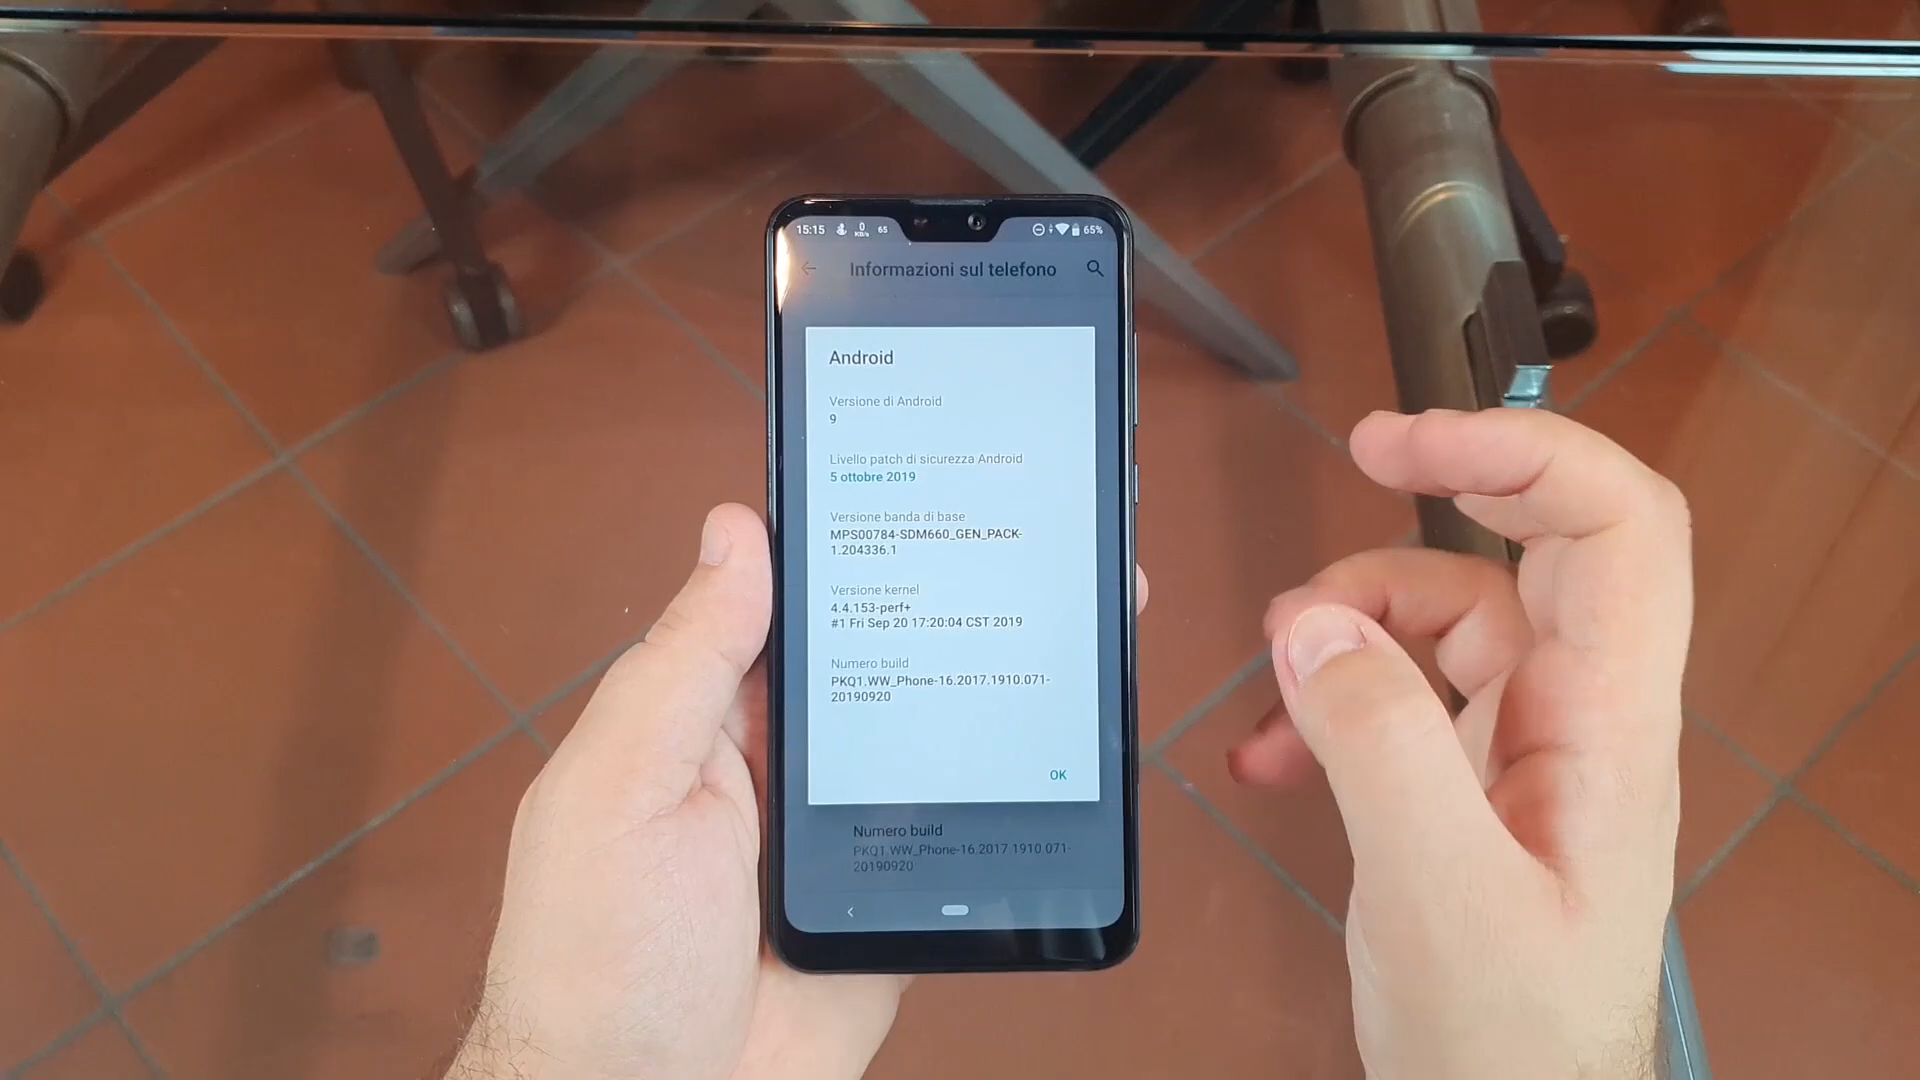 15:15 0 KB/s 65 65%
Informazioni sul telefono
Android
Versione di Android
9
Livello patch di sicurezza Android
5 ottobre 2019
Versione banda di base
MPS00784-SDM660_GEN_PACK-
1.204336.1
Versione kernel
4.4.153-perf+
#1 Fri Sep 20 17:20:04 CST 2019
Numero build
PKQ1.WW_Phone-16.2017.1910.071-
20190920
OK
Numero build
PKQ1.WW_Phone-16.2017.1910.071-
20190920